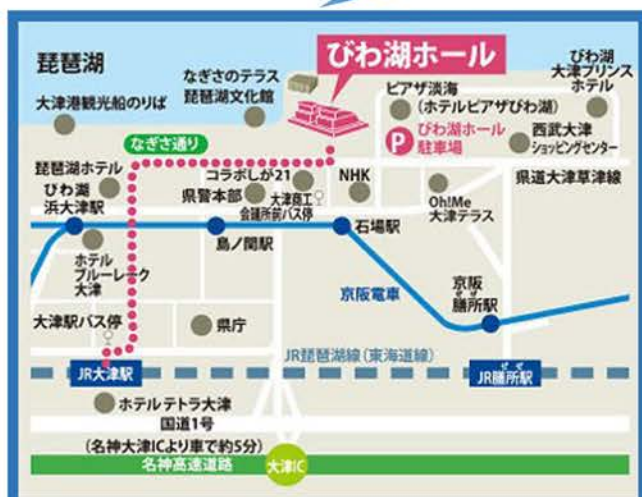 びわ湖ホール
琵琶湖
びわ湖
大津プリンス
ホテル
なぎさのテラス
琵琶湖文化館
ピアザ淡海
(ホテルピアザびわ湖)
大津港観光船のりば
P
びわ湖ホール
駐車場
西武大津
ショッピングセンター
なぎさ通り
琵琶湖ホテル
コラボしが21
NHK
県道大津草津線
びわ湖
浜大津駅
県警本部
大津商工
会議所前バス停
Oh!Me
大津テラス
石場駅
島ノ関駅
ホテル
ブルーレーク
大津
京阪電車
京阪
ぜぜ
膳所駅
大津駅バス停
県庁
JR琵琶湖線(東海道線)
JR大津駅
ぜぜ
JR膳所駅
ホテルテトラ大津
国道1号
(名神大津ICより車で約5分)
名神高速道路
大津IC